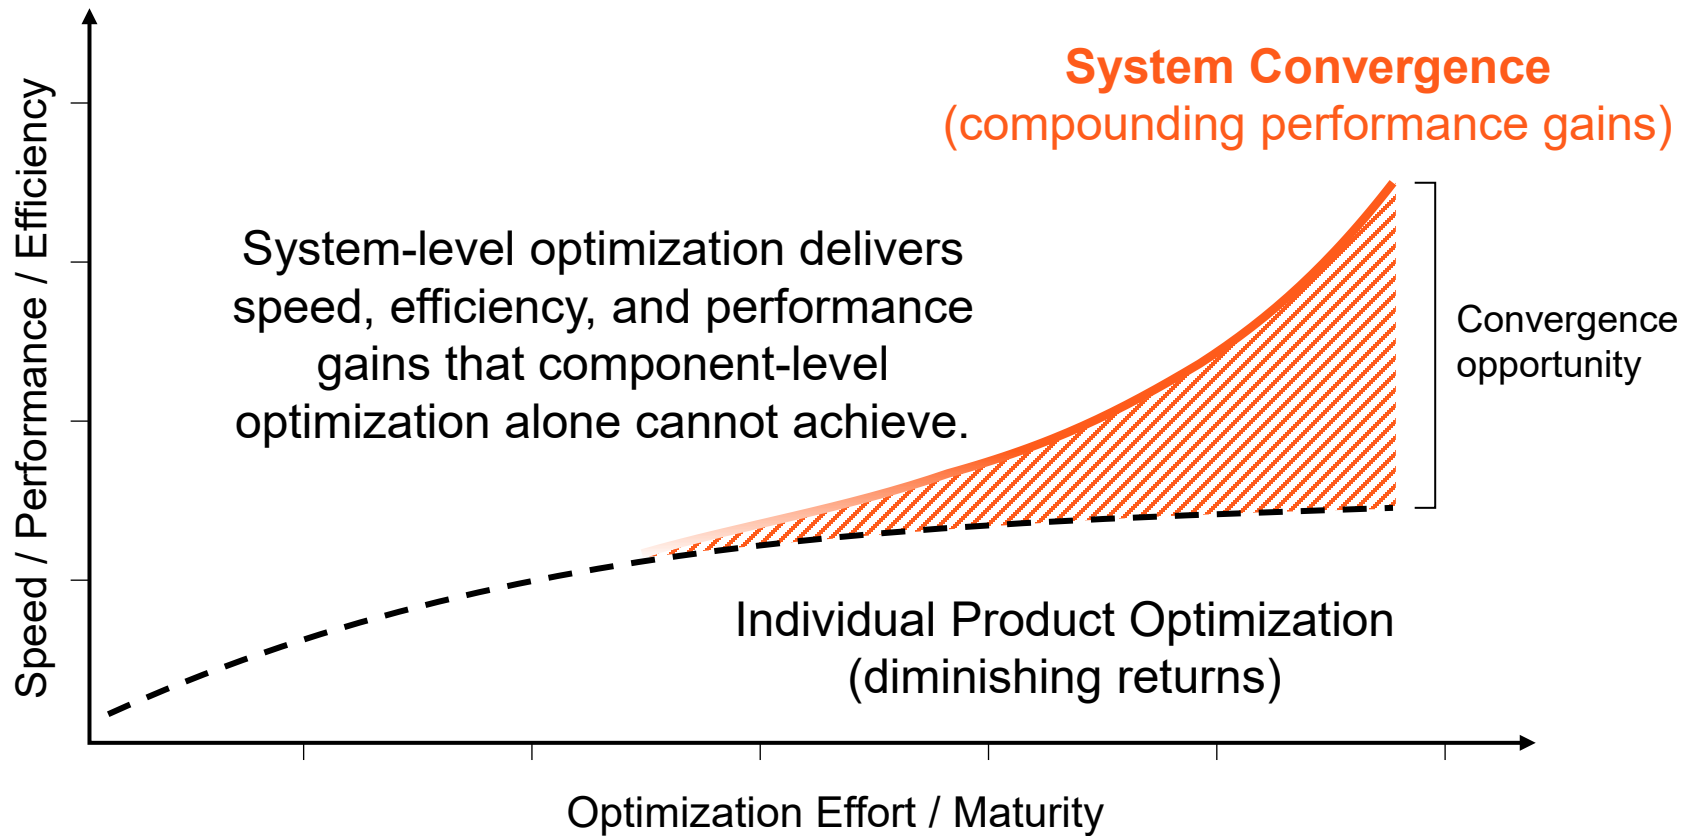 System Convergence
(compounding performance gains)
System-level optimization delivers
speed, efficiency, and performance
gains that component-level
optimization alone cannot achieve.
Convergence
opportunity
Individual Product Optimization
(diminishing returns)
Speed / Performance / Efficiency
Optimization Effort / Maturity